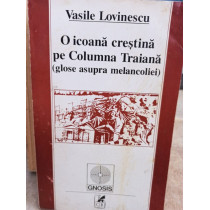 Vasile Lovinescu
O icoană creştină
pe Columna Traiană
(glose asupra melancoliei)
GNOSIS